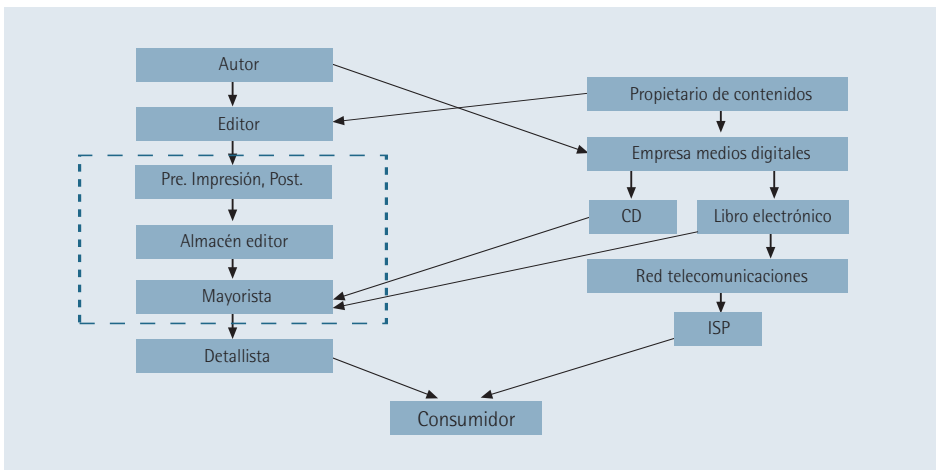 Autor
Editor
Pre. Impresión, Post.
Almacén editor
Mayorista
Detallista
Propietario de contenidos
Empresa medios digitales
CD
Libro electrónico
Red telecomunicaciones
ISP
Consumidor